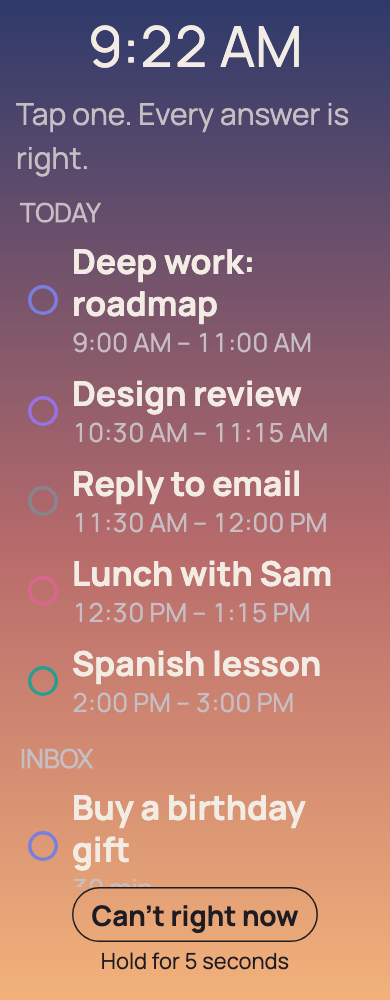 9:22 AM
Tap one. Every answer is
right.
TODAY
Deep work:
roadmap
9:00 AM – 11:00 AM
Design review
10:30 AM – 11:15 AM
Reply to email
11:30 AM – 12:00 PM
Lunch with Sam
12:30 PM – 1:15 PM
Spanish lesson
2:00 PM – 3:00 PM
INBOX
Buy a birthday
gift
Can't right now
Hold for 5 seconds